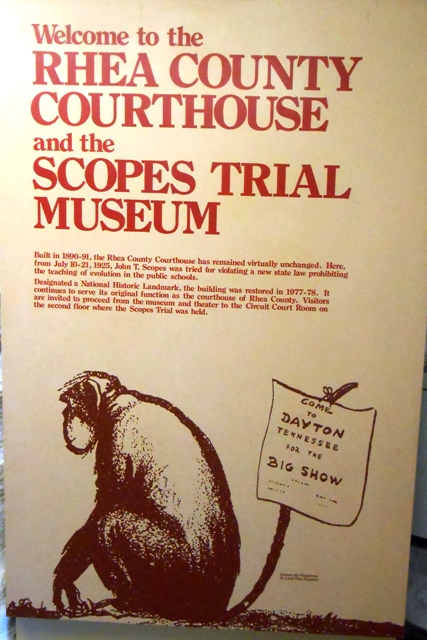 Welcome to the
RHEA COUNTY
COURTHOUSE
and the
SCOPES TRIAL
MUSEUM
Built in 1890-91, the Rhea County Courthouse has remained virtually unchanged. Here,
from July 10-21, 1925, John T. Scopes was tried for violating a new state law prohibiting
the teaching of evolution in the public schools.
Designated a National Historic Landmark, the building was restored in 1977-78. It
continues to serve its original function as the courthouse of Rhea County. Visitors
are invited to proceed from the museum and theater to the Circuit Court Room on
the second floor where the Scopes Trial was held.
COME
TO
DAYTON
TENNESSEE
FOR THE
BIG SHOW